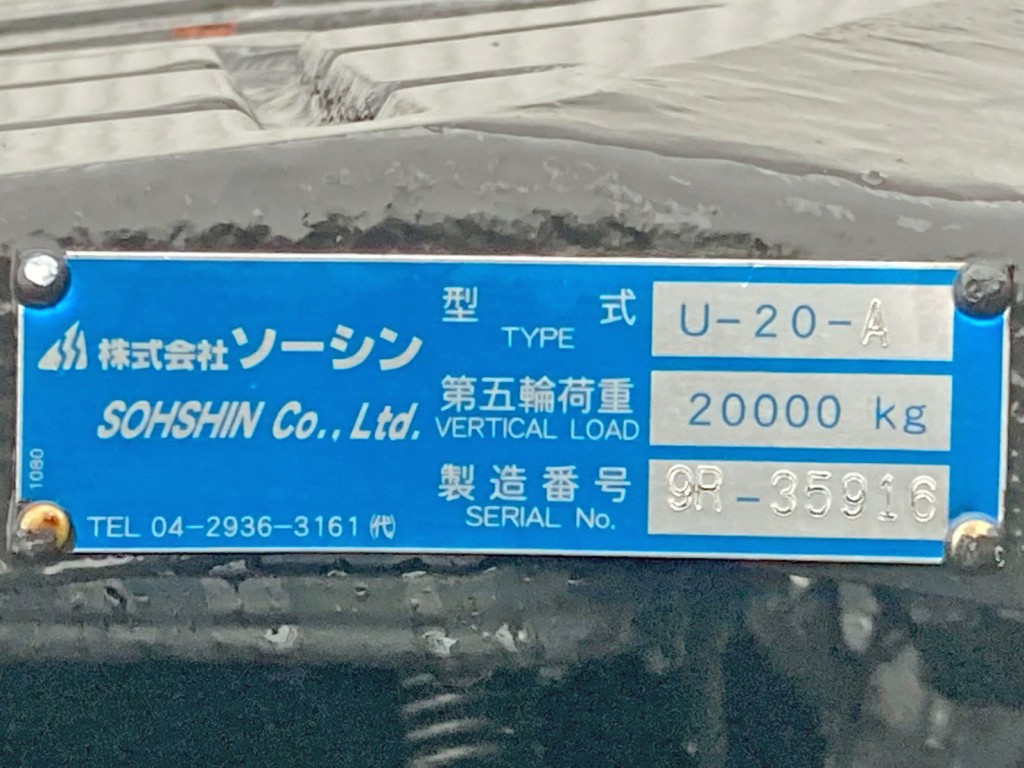 株式会社ソーシン
SOHSHIN Co., Ltd.
1080
TEL 04-2936-3161 ㈹
型式 U-20-A
TYPE
第五輪荷重 20000 kg
VERTICAL LOAD
製造番号 9R-35916
SERIAL No.